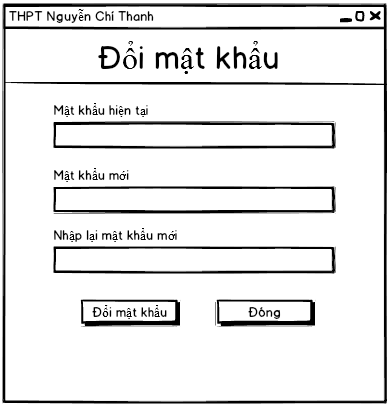 THPT Nguyễn Chí Thanh
Đổi mật khẩu
Mật khẩu hiện tại
Mật khẩu mới
Nhập lại mật khẩu mới
Đổi mật khẩu
Đóng